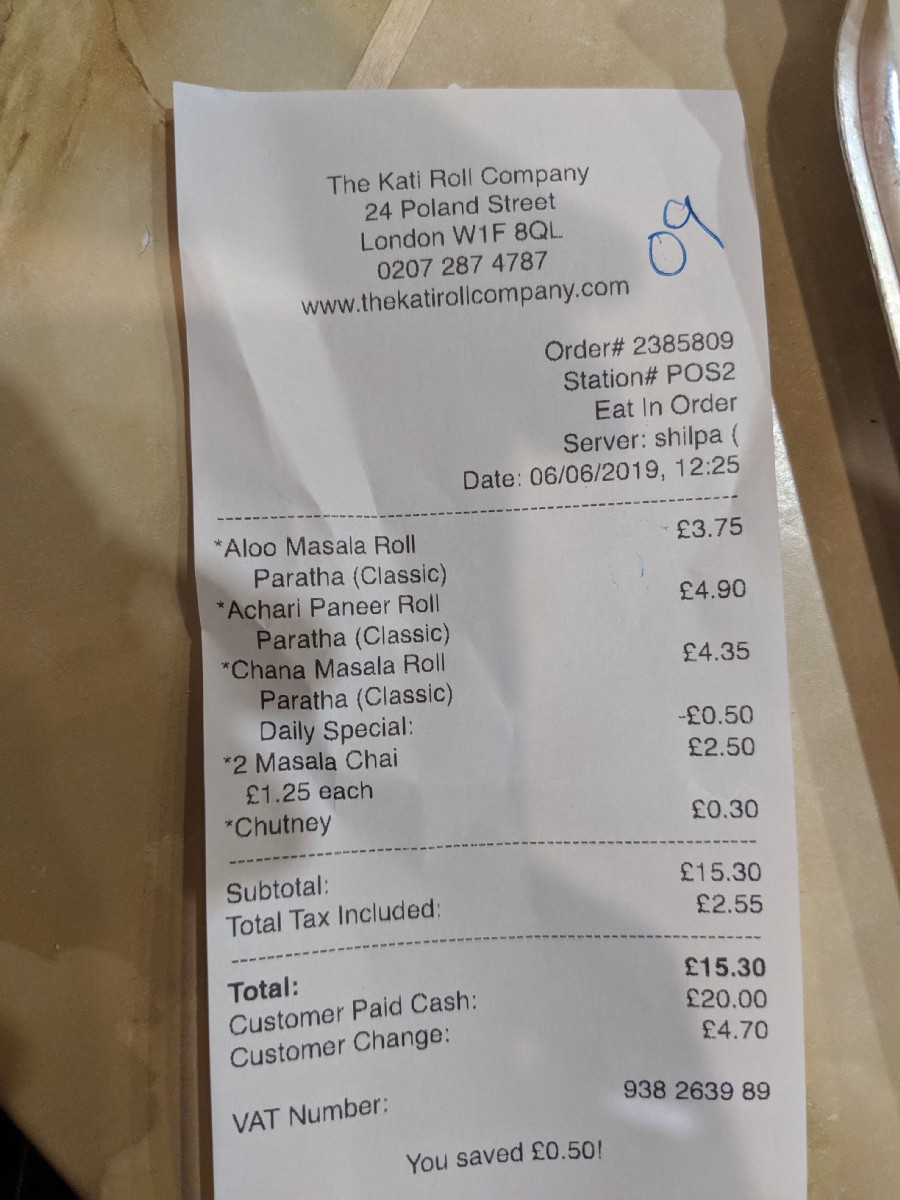 The Kati Roll Company
24 Poland Street
London W1F 8QL
0207 287 4787
www.thekatirollcompany.com
09
Order# 2385809
Station# POS2
Eat In Order
Server: shilpa (
Date: 06/06/2019, 12:25
*Aloo Masala Roll £3.75
Paratha (Classic)
*Achari Paneer Roll £4.90
Paratha (Classic)
*Chana Masala Roll £4.35
Paratha (Classic)
Daily Special: -£0.50
*2 Masala Chai £2.50
£1.25 each
*Chutney £0.30
Subtotal: £15.30
Total Tax Included: £2.55
Total: £15.30
Customer Paid Cash: £20.00
Customer Change: £4.70
VAT Number: 938 2639 89
You saved £0.50!